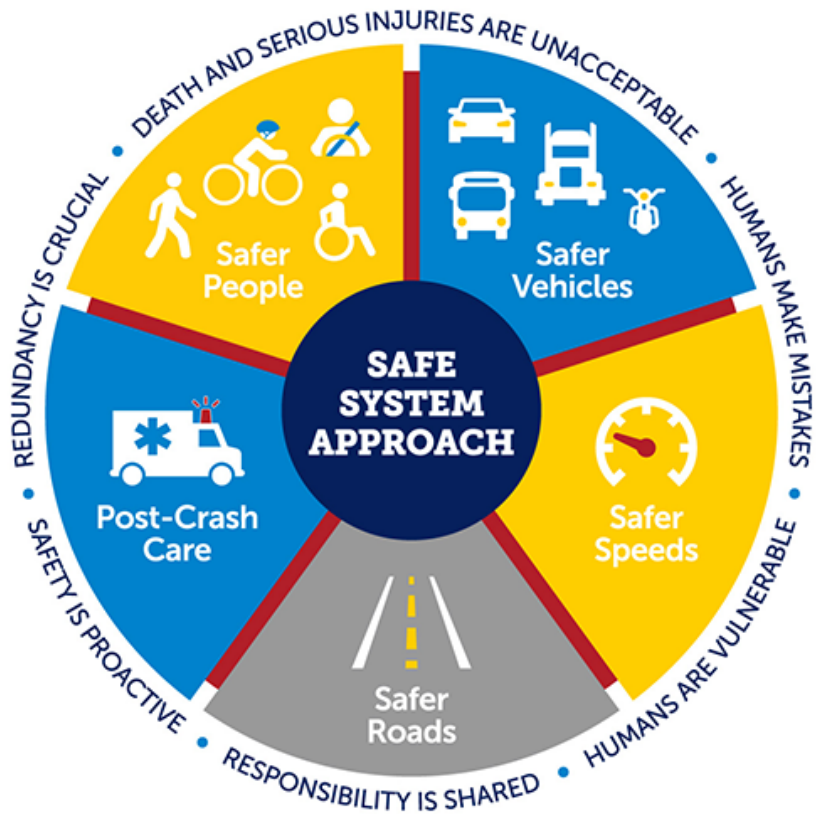 DEATH AND SERIOUS INJURIES ARE UNACCEPTABLE
HUMANS MAKE MISTAKES
HUMANS ARE VULNERABLE
RESPONSIBILITY IS SHARED
SAFETY IS PROACTIVE
REDUNDANCY IS CRUCIAL
Safer
People
Safer
Vehicles
SAFE
SYSTEM
APPROACH
Post-Crash
Care
Safer
Speeds
Safer
Roads